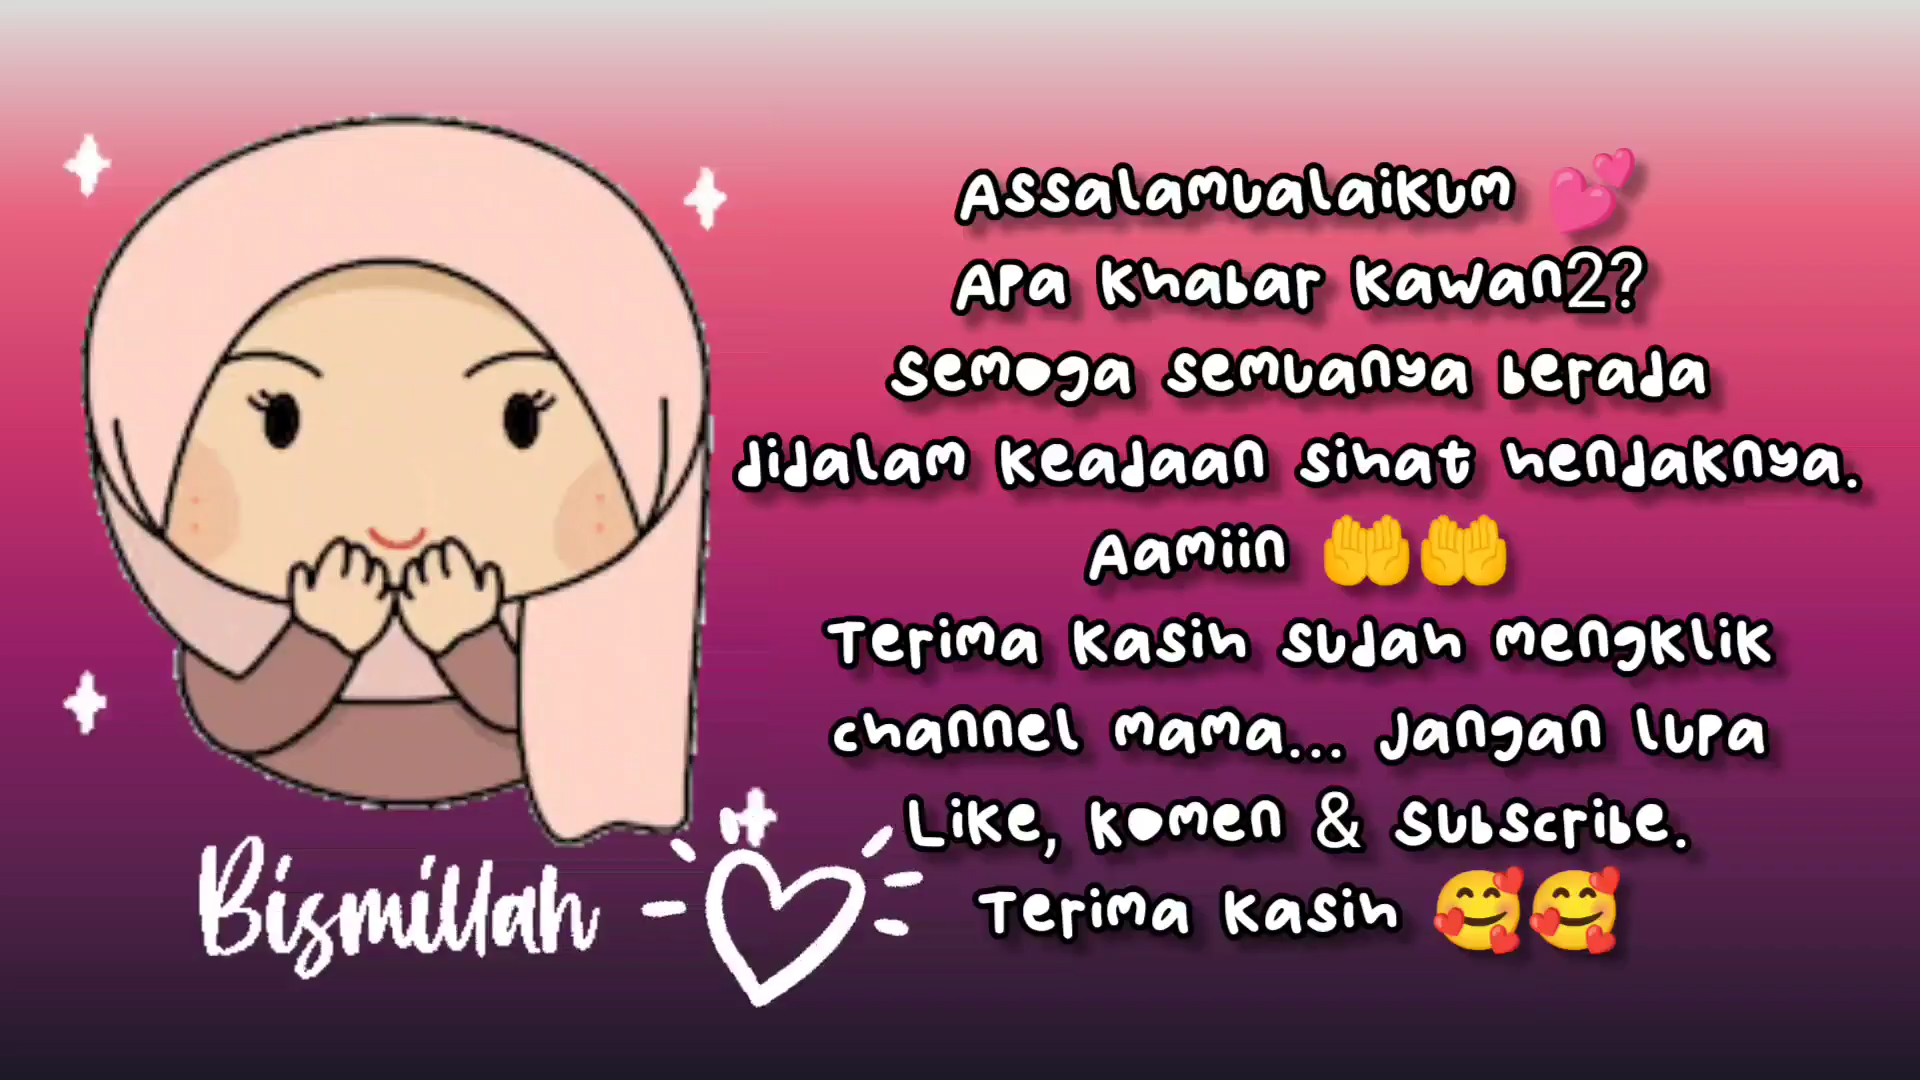 Assalamualaikum 💕
Apa khabar kawan2?
Semoga semuanya berada
didalam keadaan sihat hendaknya.
Aamiin 🤲🤲
Terima kasih sudah mengklik
channel mama... Jangan lupa
Like, komen & Subscribe.
Terima kasih 🥰🥰
Bismillah